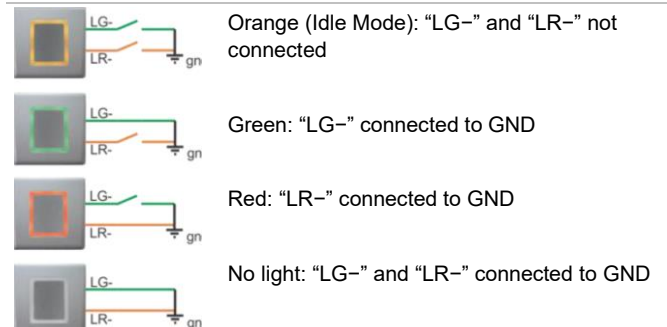 LG-
LR-
gn
Orange (Idle Mode): “LG−” and “LR−” not
connected
LG-
LR-
gn
Green: “LG−” connected to GND
LG-
LR-
gn
Red: “LR−” connected to GND
LG-
LR-
gn
No light: “LG−” and “LR−” connected to GND